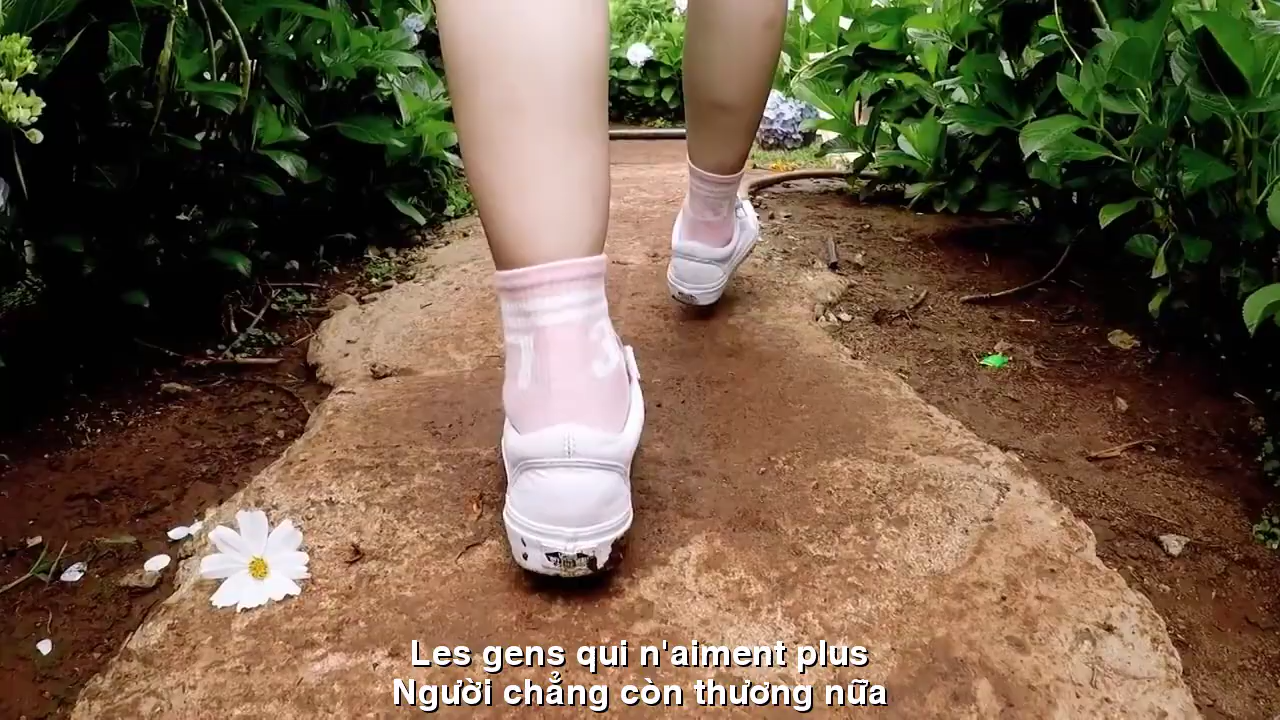 Les gens qui n'aiment plus
Người chẳng còn thương nữa